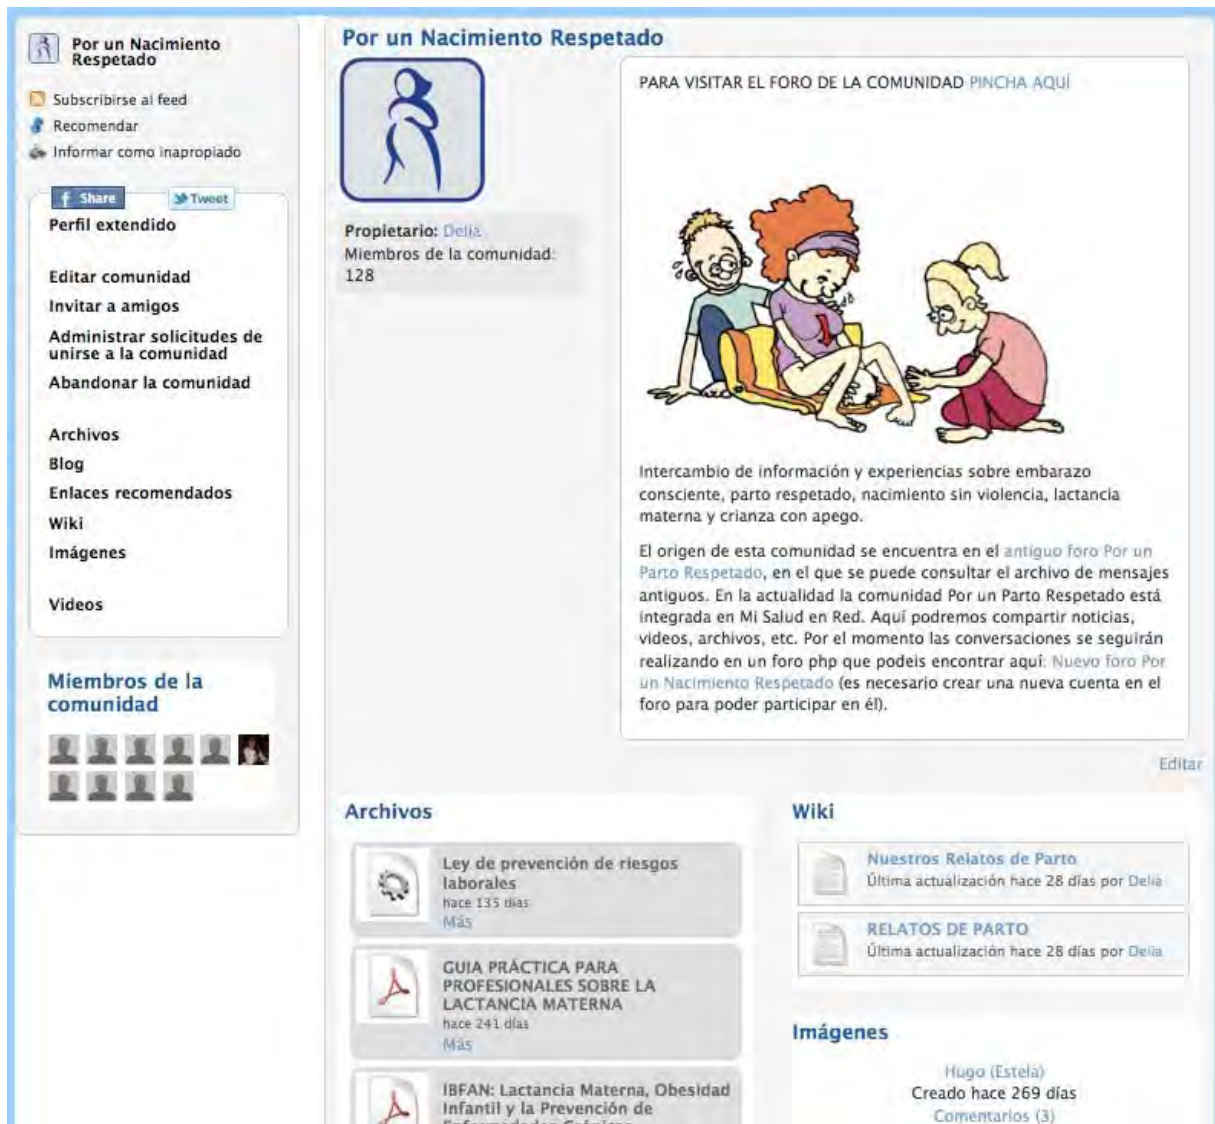 Por un Nacimiento
Respetado
Subscribirse al feed
Recomendar
Informar como inapropiado
f Share
Tweet
Perfil extendido
Editar comunidad
Invitar a amigos
Administrar solicitudes de
unirse a la comunidad
Abandonar la comunidad
Archivos
Blog
Enlaces recomendados
Wiki
Imágenes
Videos
Miembros de la
comunidad
Por un Nacimiento Respetado
Propietario: Delia
Miembros de la comunidad:
128
PARA VISITAR EL FORO DE LA COMUNIDAD PINCHA AQUÍ
Intercambio de información y experiencias sobre embarazo
consciente, parto respetado, nacimiento sin violencia, lactancia
materna y crianza con apego.
El origen de esta comunidad se encuentra en el antiguo foro Por un
Parto Respetado, en el que se puede consultar el archivo de mensajes
antiguos. En la actualidad la comunidad Por un Parto Respetado está
integrada en Mi Salud en Red. Aquí podremos compartir noticias,
videos, archivos, etc. Por el momento las conversaciones se seguirán
realizando en un foro php que podeis encontrar aquí: Nuevo foro Por
un Nacimiento Respetado (es necesario crear una nueva cuenta en el
foro para poder participar en él).
Editar
Archivos
Ley de prevención de riesgos
laborales
hace 135 días
Más
GUIA PRÁCTICA PARA
PROFESIONALES SOBRE LA
LACTANCIA MATERNA
hace 241 días
Más
IBFAN: Lactancia Materna, Obesidad
Infantil y la Prevención de
Wiki
Nuestros Relatos de Parto
Última actualización hace 28 días por Delia
RELATOS DE PARTO
Última actualización hace 28 días por Delia
Imágenes
Hugo (Estela)
Creado hace 269 días
Comentarios (3)